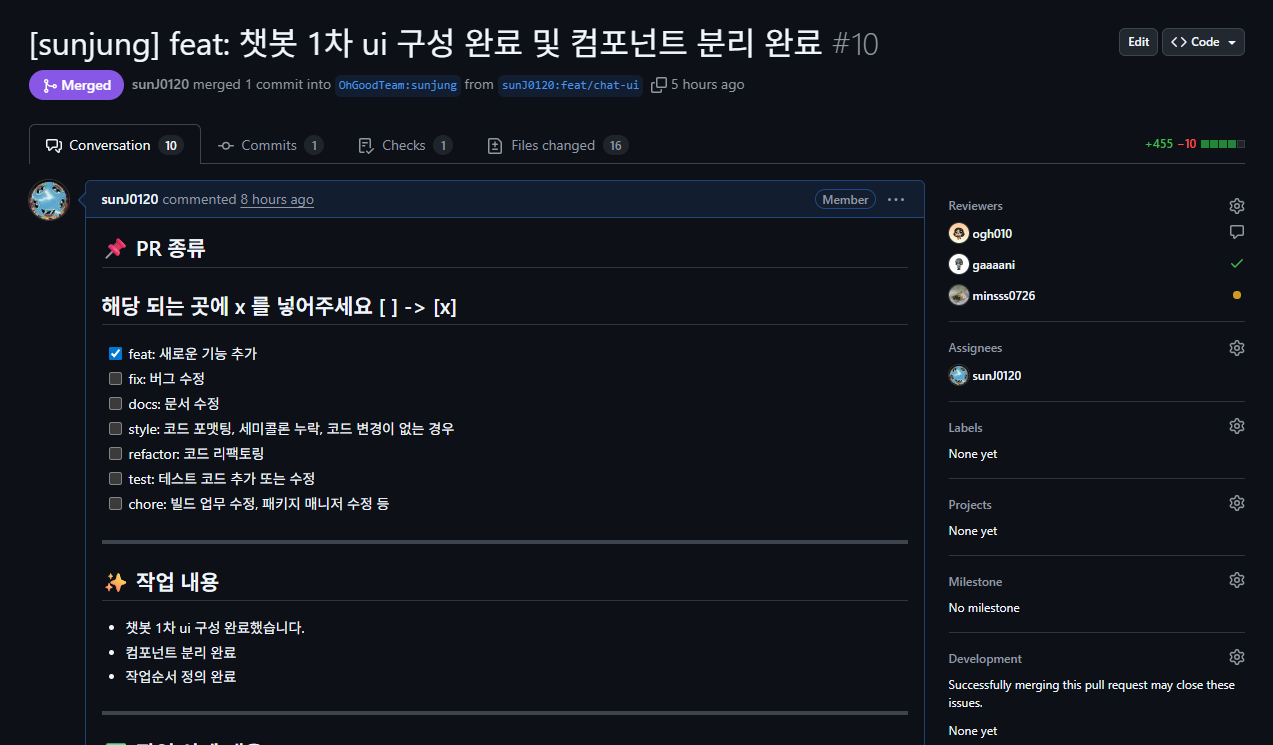 [sunjung] feat: 챗봇 1차 ui 구성 완료 및 컴포넌트 분리 완료 #10
Edit
<> Code
Merged
sunJ0120 merged 1 commit into OhGoodTeam:sunjung from sunJ0120:feat/chat-ui 5 hours ago
Conversation 10
Commits 1
Checks 1
Files changed 16
+455 −10
sunJ0120 commented 8 hours ago
Member
PR 종류
해당 되는 곳에 x 를 넣어주세요 [ ] -> [x]
feat: 새로운 기능 추가
fix: 버그 수정
docs: 문서 수정
style: 코드 포맷팅, 세미콜론 누락, 코드 변경이 없는 경우
refactor: 코드 리팩토링
test: 테스트 코드 추가 또는 수정
chore: 빌드 업무 수정, 패키지 매니저 수정 등
작업 내용
챗봇 1차 ui 구성 완료했습니다.
컴포넌트 분리 완료
작업순서 정의 완료
Reviewers
ogh010
gaaaani
minsss0726
Assignees
sunJ0120
Labels
None yet
Projects
None yet
Milestone
No milestone
Development
Successfully merging this pull request may close these
issues.
None yet